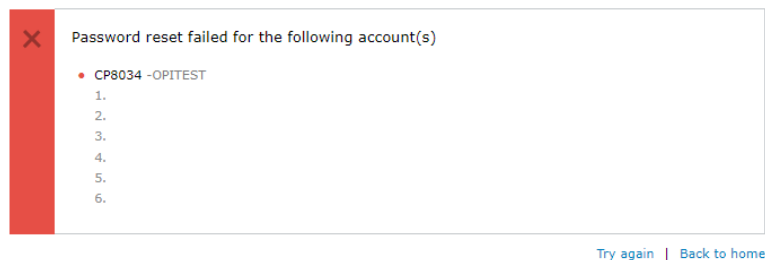 Password reset failed for the following account(s)
• CP8034 -OPITEST
1.
2.
3.
4.
5.
6.
Try again | Back to home